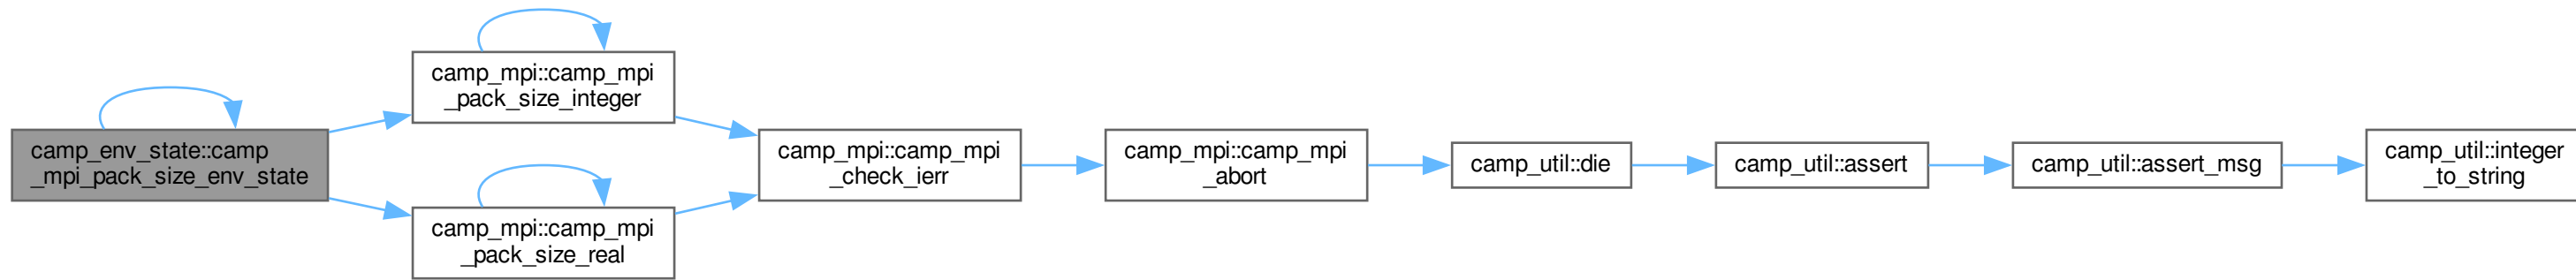 camp_env_state::camp
_mpi_pack_size_env_state
camp_mpi::camp_mpi
_pack_size_integer
camp_mpi::camp_mpi
_pack_size_real
camp_mpi::camp_mpi
_check_ierr
camp_mpi::camp_mpi
_abort
camp_util::die
camp_util::assert
camp_util::assert_msg
camp_util::integer
_to_string